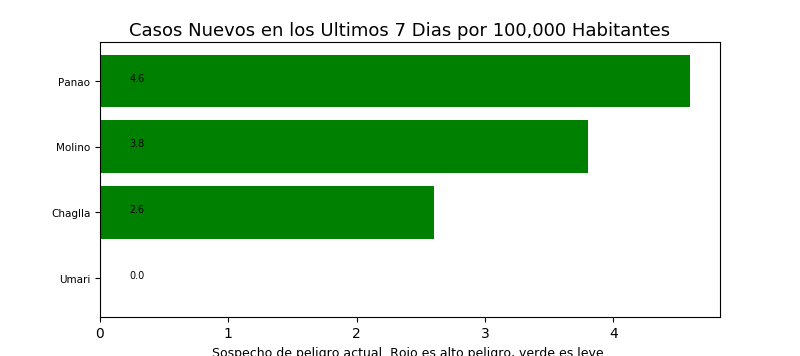 Casos Nuevos en los Ultimos 7 Dias por 100,000 Habitantes
Panao 4.6
Molino 3.8
Chaglla 2.6
Umari 0.0
0 1 2 3 4
Sospecho de peligro actual. Rojo es alto peligro, verde es leve